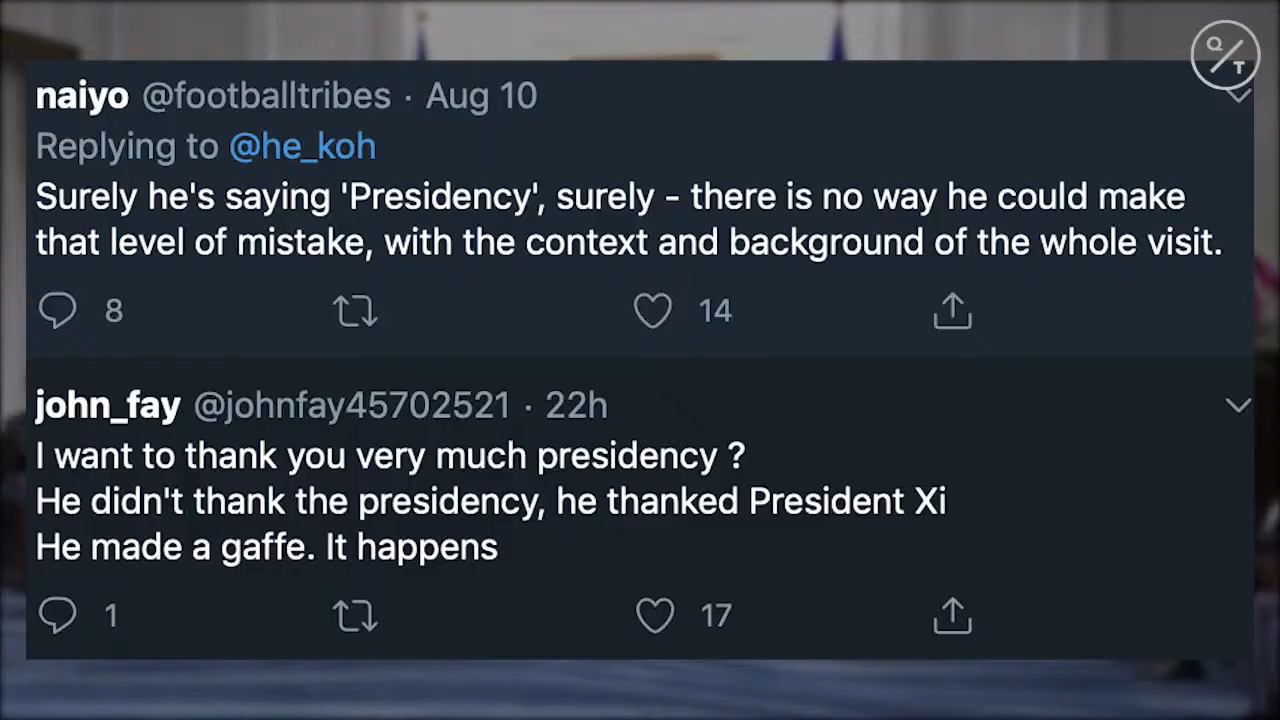 Q/T
naiyo @footballtribes · Aug 10
Replying to @he_koh
Surely he's saying 'Presidency', surely - there is no way he could make
that level of mistake, with the context and background of the whole visit.
8 14
john_fay @johnfay45702521 · 22h
I want to thank you very much presidency ?
He didn't thank the presidency, he thanked President Xi
He made a gaffe. It happens
1 17